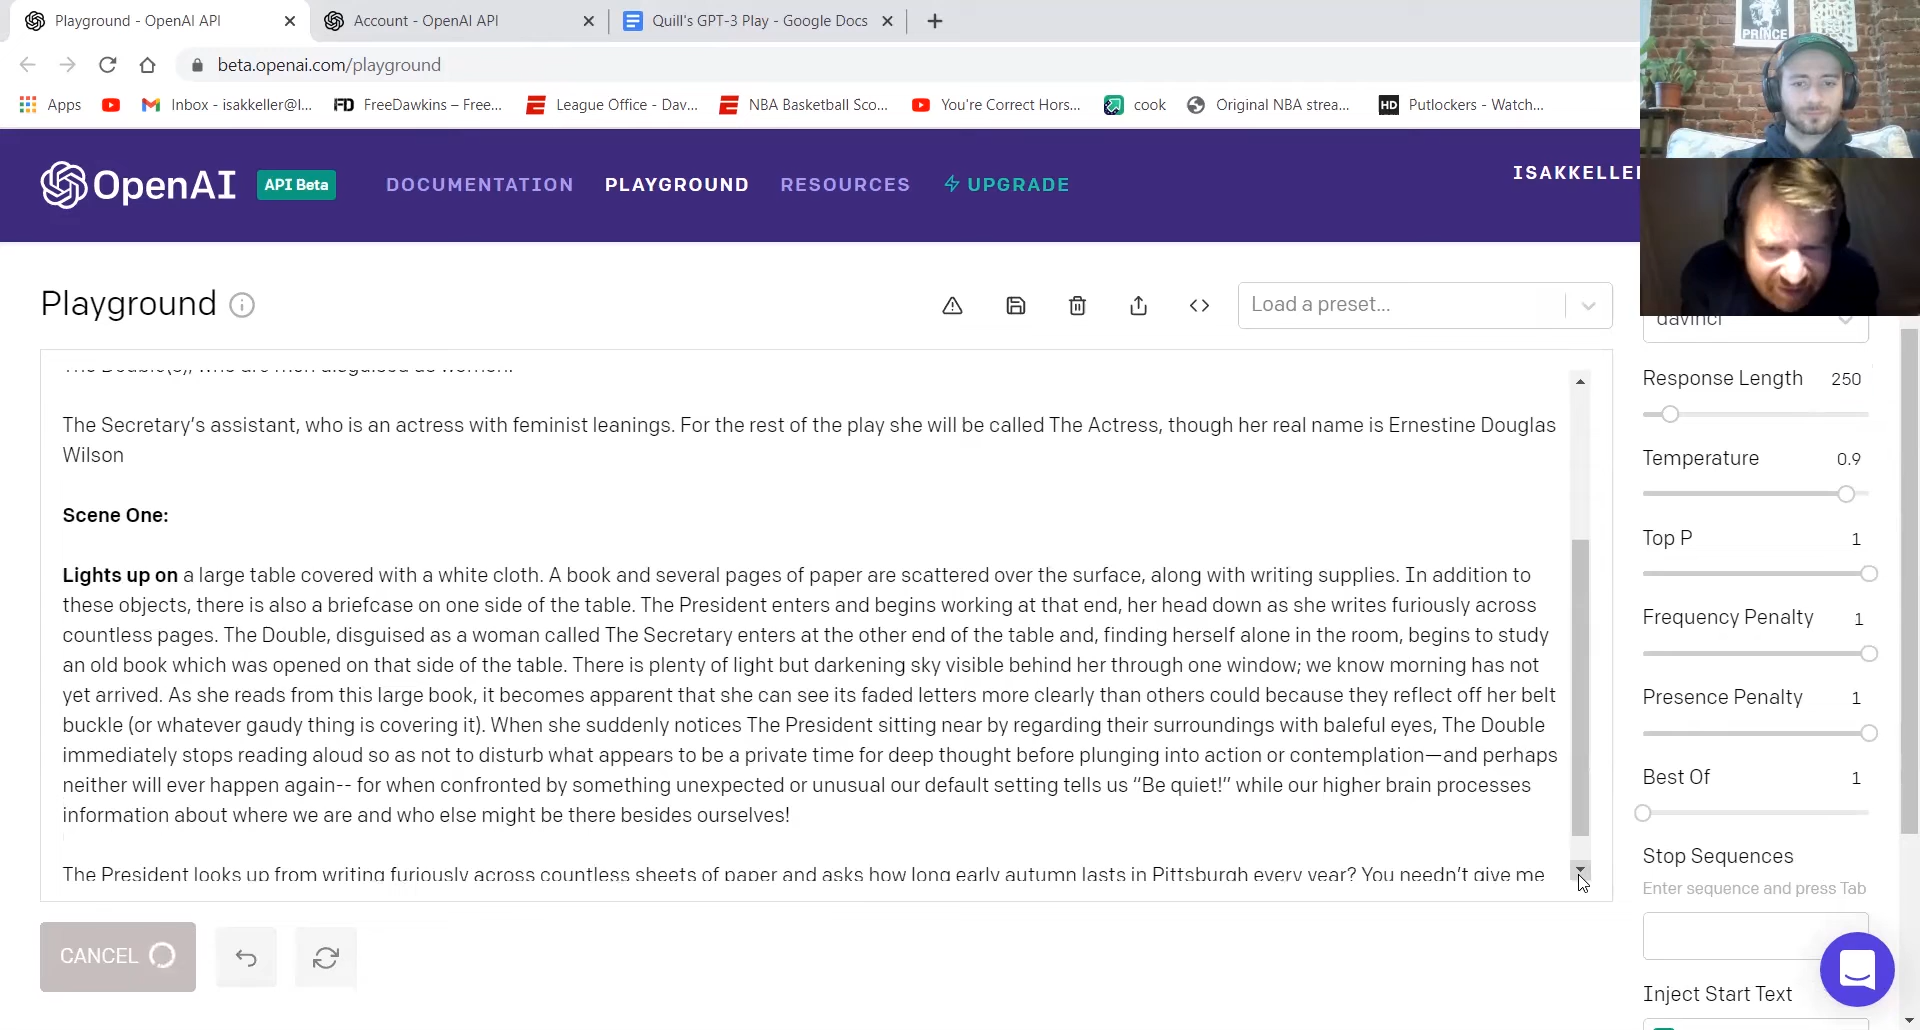 Playground - OpenAI API
Account - OpenAI API
Quill's GPT-3 Play - Google Docs
beta.openai.com/playground
Apps
Inbox - isakkeller@l...
FD FreeDawkins – Free...
League Office - Dav...
NBA Basketball Sco...
You're Correct Hors...
cook
Original NBA strea...
HD Putlockers - Watch...
PRINCE
OpenAI API Beta
DOCUMENTATION
PLAYGROUND
RESOURCES
UPGRADE
ISAKKELLE
Playground
Load a preset...
davinci
The Double(s), who are men disguised as women.
The Secretary’s assistant, who is an actress with feminist leanings. For the rest of the play she will be called The Actress, though her real name is Ernestine Douglas
Wilson
Scene One:
Lights up on a large table covered with a white cloth. A book and several pages of paper are scattered over the surface, along with writing supplies. In addition to
these objects, there is also a briefcase on one side of the table. The President enters and begins working at that end, her head down as she writes furiously across
countless pages. The Double, disguised as a woman called The Secretary enters at the other end of the table and, finding herself alone in the room, begins to study
an old book which was opened on that side of the table. There is plenty of light but darkening sky visible behind her through one window; we know morning has not
yet arrived. As she reads from this large book, it becomes apparent that she can see its faded letters more clearly than others could because they reflect off her belt
buckle (or whatever gaudy thing is covering it). When she suddenly notices The President sitting near by regarding their surroundings with baleful eyes, The Double
immediately stops reading aloud so as not to disturb what appears to be a private time for deep thought before plunging into action or contemplation—and perhaps
neither will ever happen again-- for when confronted by something unexpected or unusual our default setting tells us “Be quiet!” while our higher brain processes
information about where we are and who else might be there besides ourselves!
The President looks up from writing furiously across countless sheets of paper and asks how long early autumn lasts in Pittsburgh every year? You needn’t give me
CANCEL
Response Length 250
Temperature 0.9
Top P 1
Frequency Penalty 1
Presence Penalty 1
Best Of 1
Stop Sequences
Enter sequence and press Tab
Inject Start Text